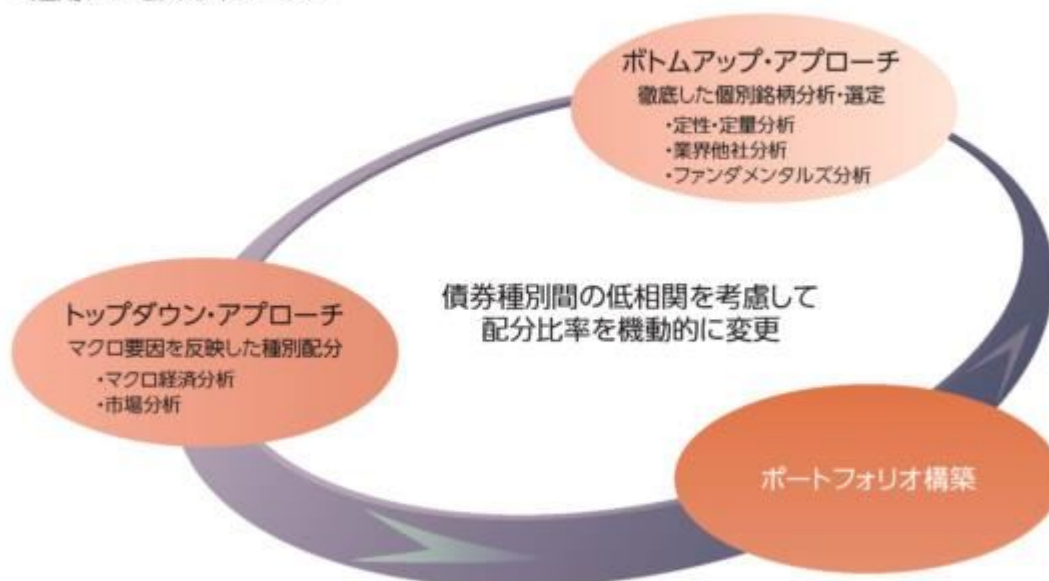 ボトムアップ・アプローチ
徹底した個別銘柄分析・選定
・定性・定量分析
・業界他社分析
・ファンダメンタルズ分析
トップダウン・アプローチ
マクロ要因を反映した種別配分
・マクロ経済分析
・市場分析
債券種別間の低相関を考慮して
配分比率を機動的に変更
ポートフォリオ構築